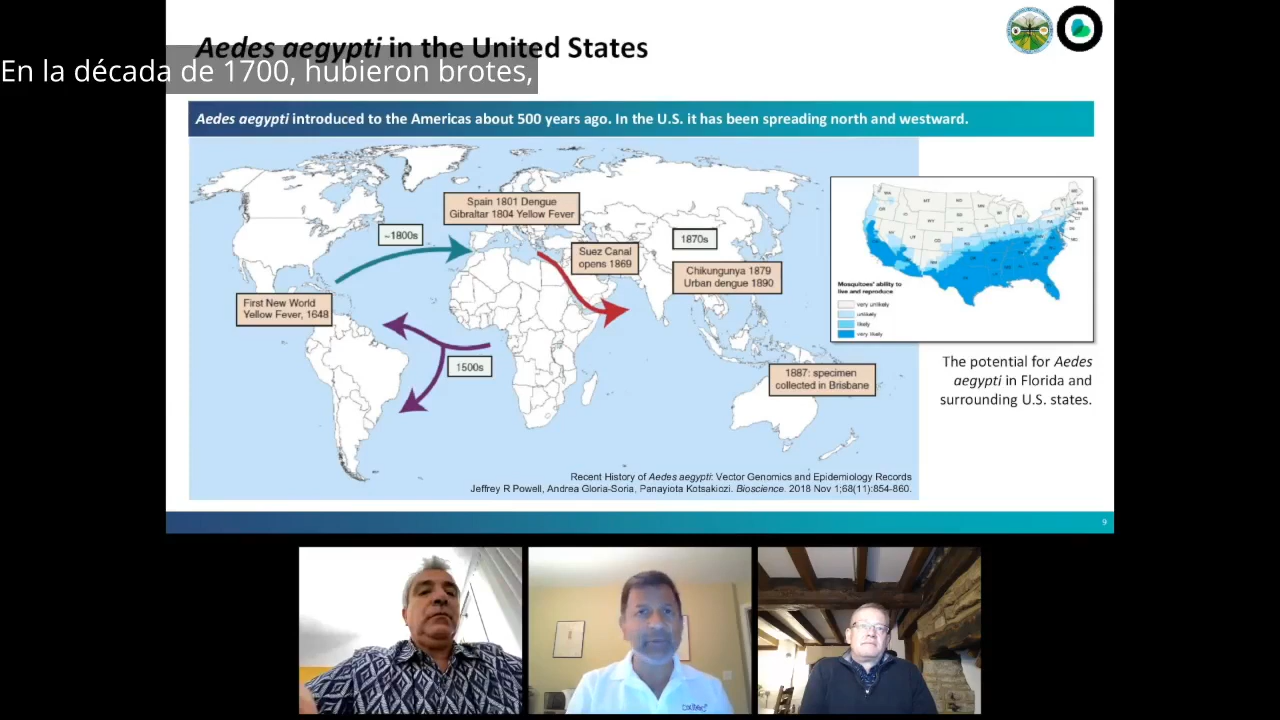 Aedes aegypti in the United States
En la década de 1700, hubieron brotes,
Aedes aegypti introduced to the Americas about 500 years ago. In the U.S. it has been spreading north and westward.
Spain 1801 Dengue
Gibraltar 1804 Yellow Fever
~1800s
Suez Canal
opens 1869
1870s
Chikungunya 1879
Urban dengue 1890
First New World
Yellow Fever, 1648
1500s
1887: specimen
collected in Brisbane
Mosquitoes' ability to
live and reproduce
very unlikely
unlikely
likely
very likely
The potential for Aedes
aegypti in Florida and
surrounding U.S. states.
Recent History of Aedes aegypti: Vector Genomics and Epidemiology Records
Jeffrey R Powell, Andrea Gloria-Soria, Panayiota Kotsakiozi. Bioscience. 2018 Nov 1;68(11):854-860.
9